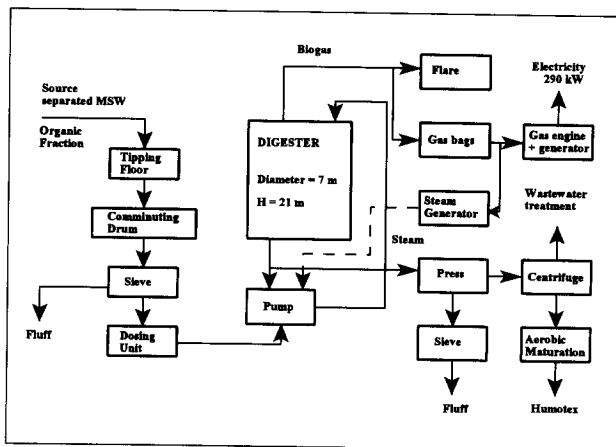 Biogas
Electricity
290 kW
Source
separated MSW
Organic
Fraction
Flare
Tipping
Floor
DIGESTER
Diameter = 7 m
H = 21 m
Gas bags
Gas engine
+ generator
Comminuting
Drum
Steam
Generator
Wastewater
treatment
Steam
Sieve
Press
Centrifuge
Pump
Fluff
Dosing
Unit
Sieve
Aerobic
Maturation
Fluff
Humotex